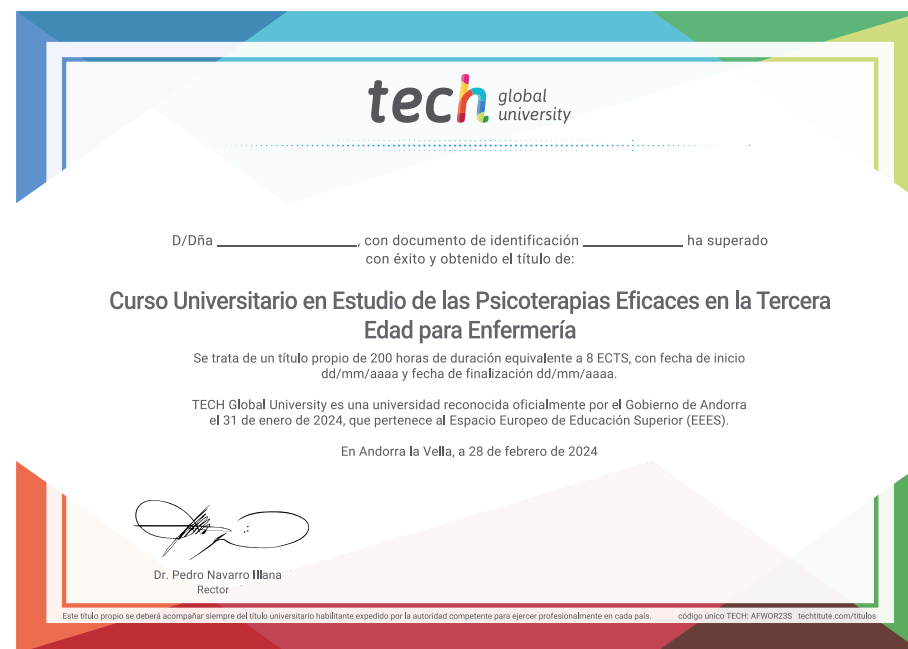 tech global university
D/Dña ____________________, con documento de identificación ______________ ha superado
con éxito y obtenido el título de:
Curso Universitario en Estudio de las Psicoterapias Eficaces en la Tercera
Edad para Enfermería
Se trata de un título propio de 200 horas de duración equivalente a 8 ECTS, con fecha de inicio
dd/mm/aaaa y fecha de finalización dd/mm/aaaa.
TECH Global University es una universidad reconocida oficialmente por el Gobierno de Andorra
el 31 de enero de 2024, que pertenece al Espacio Europeo de Educación Superior (EEES).
En Andorra la Vella, a 28 de febrero de 2024
Dr. Pedro Navarro Illana
Rector
Este título propio se deberá acompañar siempre del título universitario habilitante expedido por la autoridad competente para ejercer profesionalmente en cada país. código único TECH: AFWOR23S techtitute.com/titulos